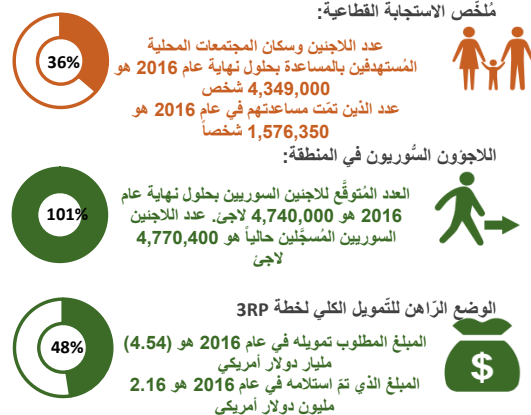 مُلخَّص الاستجابة القطاعية:
عدد اللاجئين وسكان المجتمعات المحلية
المُستهدفين بالمساعدة بحلول نهاية عام 2016 هو
4,349,000 شخص
عدد الذين تمّت مساعدتهم في عام 2016 هو
1,576,350 شخصاً
36%
اللاجؤون السُّوريون في المنطقة:
العدد المُتوقَّع للاجئين السوريين بحلول نهاية عام
2016 هو 4,740,000 لاجئ. عدد اللاجئين
السوريين المُسجَّلين حالياً هو 4,770,400
لاجئ
101%
الوضع الرّاهن للتّمويل الكلي لخطة 3RP
المبلغ المطلوب تمويله في عام 2016 هو (4.54)
مليار دولار أمريكي
المبلغ الذي تمّ استلامه في عام 2016 هو 2.16
مليون دولار أمريكي
48%
$